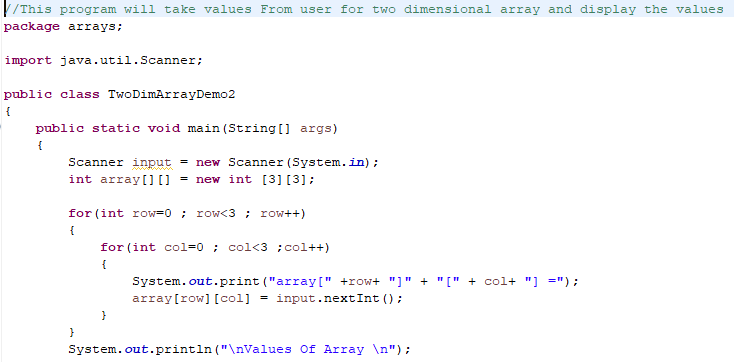 //This program will take values From user for two dimensional array and display the values
package arrays;
import java.util.Scanner;
public class TwoDimArrayDemo2
{
public static void main(String[] args)
{
Scanner input = new Scanner(System.in);
int array[][] = new int [3][3];
for(int row=0 ; row<3 ; row++)
{
for(int col=0 ; col<3 ;col++)
{
System.out.print("array[" +row+ "]" + "[" + col+ "] =");
array[row][col] = input.nextInt();
}
}
System.out.println("\nValues Of Array \n");